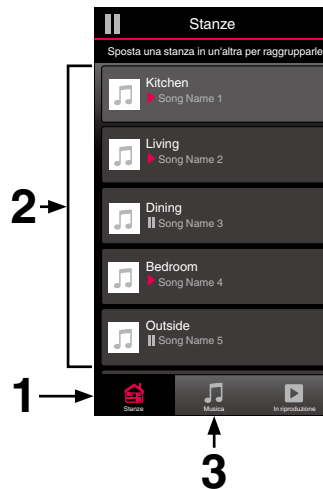 Stanze
Sposta una stanza in un'altra per raggrupparle
Kitchen
Song Name 1
Living
Song Name 2
Dining
Song Name 3
Bedroom
Song Name 4
Outside
Song Name 5
2
1
Stanze
Musica
In riproduzione
3